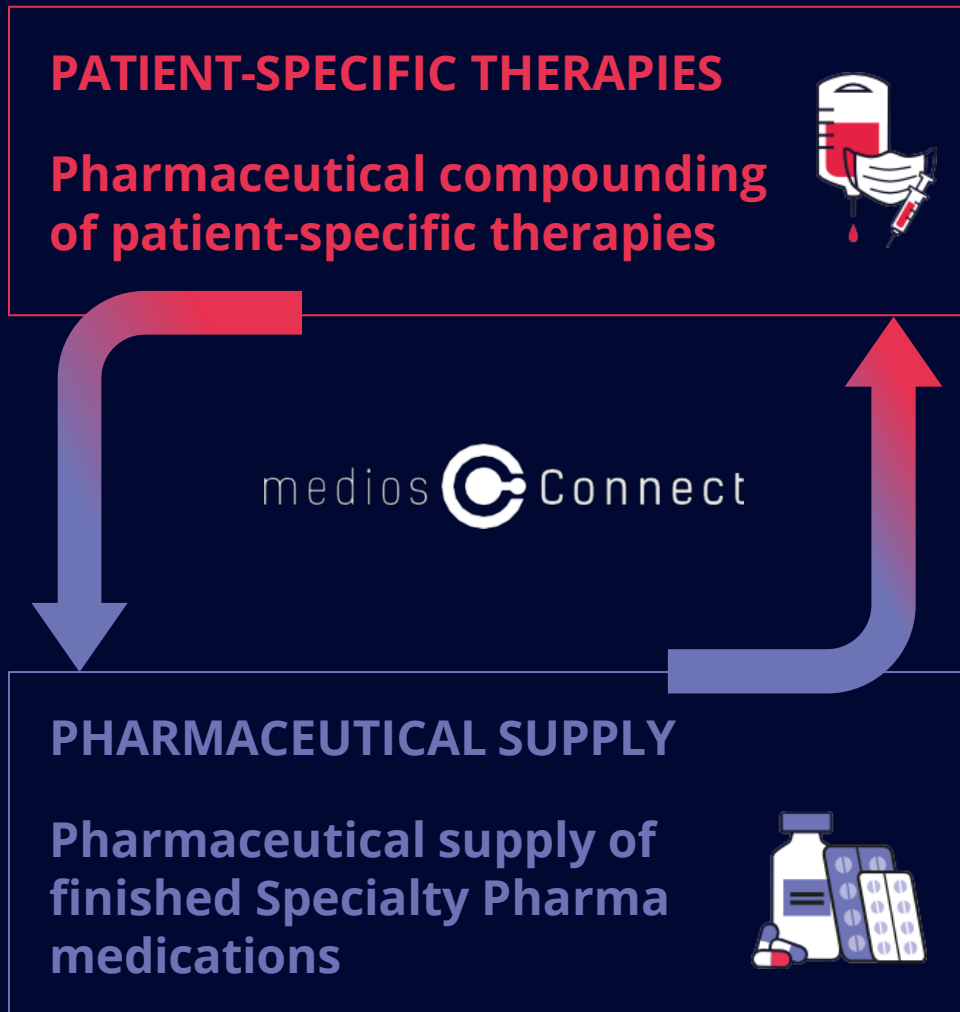 PATIENT-SPECIFIC THERAPIES
Pharmaceutical compounding
of patient-specific therapies
medios Connect
PHARMACEUTICAL SUPPLY
Pharmaceutical supply of
finished Specialty Pharma
medications